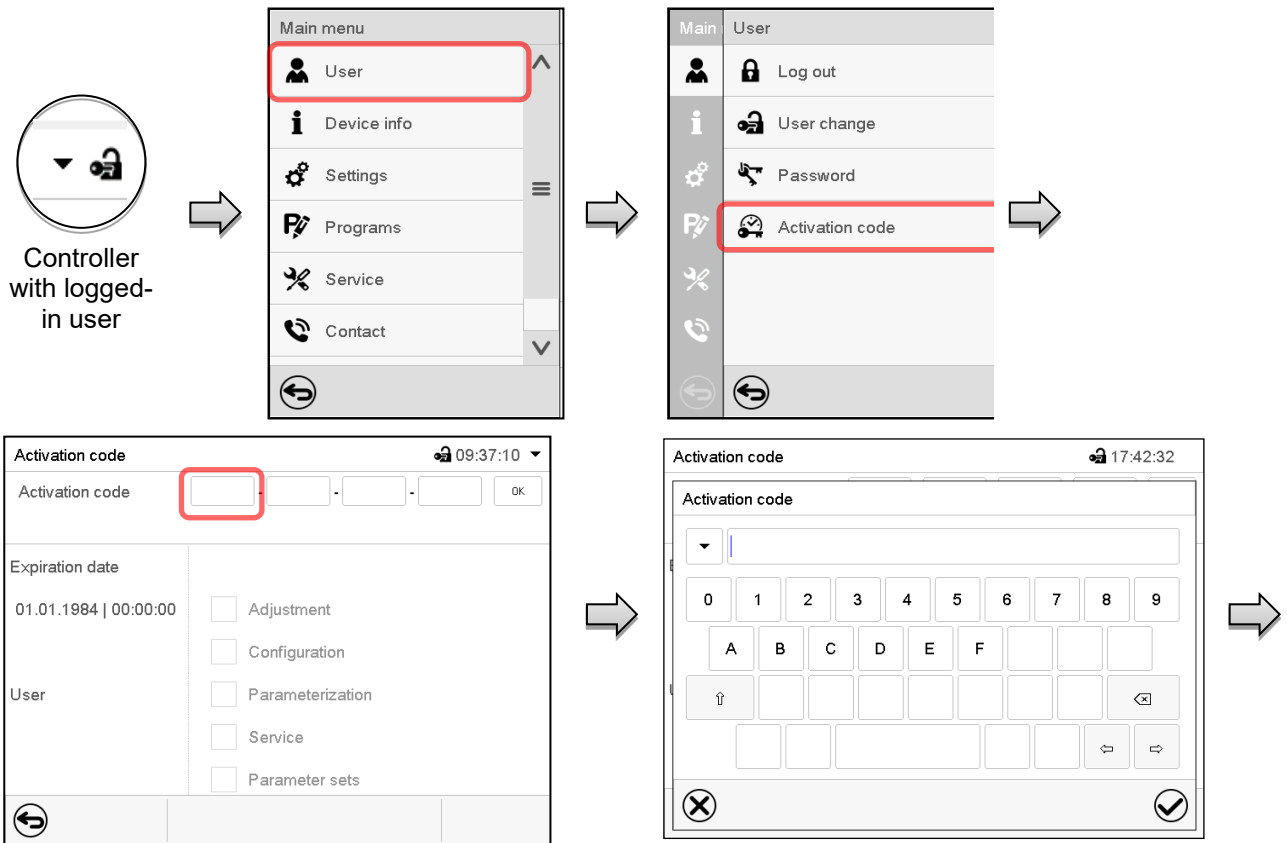 Controller
with logged-
in user
Main menu
User
Device info
Settings
Programs
Service
Contact
Main
User
Log out
User change
Password
Activation code
Activation code 09:37:10
Activation code - - - OK
Expiration date
01.01.1984 | 00:00:00 Adjustment
Configuration
User Parameterization
Service
Parameter sets
Activation code 17:42:32
Activation code
0 1 2 3 4 5 6 7 8 9
A B C D E F